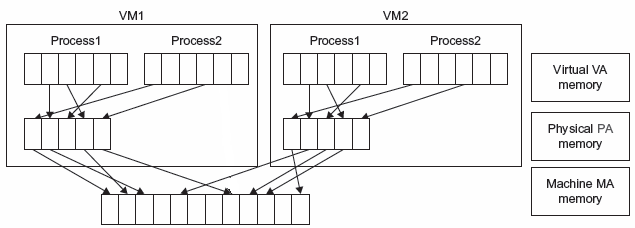 VM1
VM2
Process1
Process2
Process1
Process2
Virtual VA
memory
Physical PA
memory
Machine MA
memory